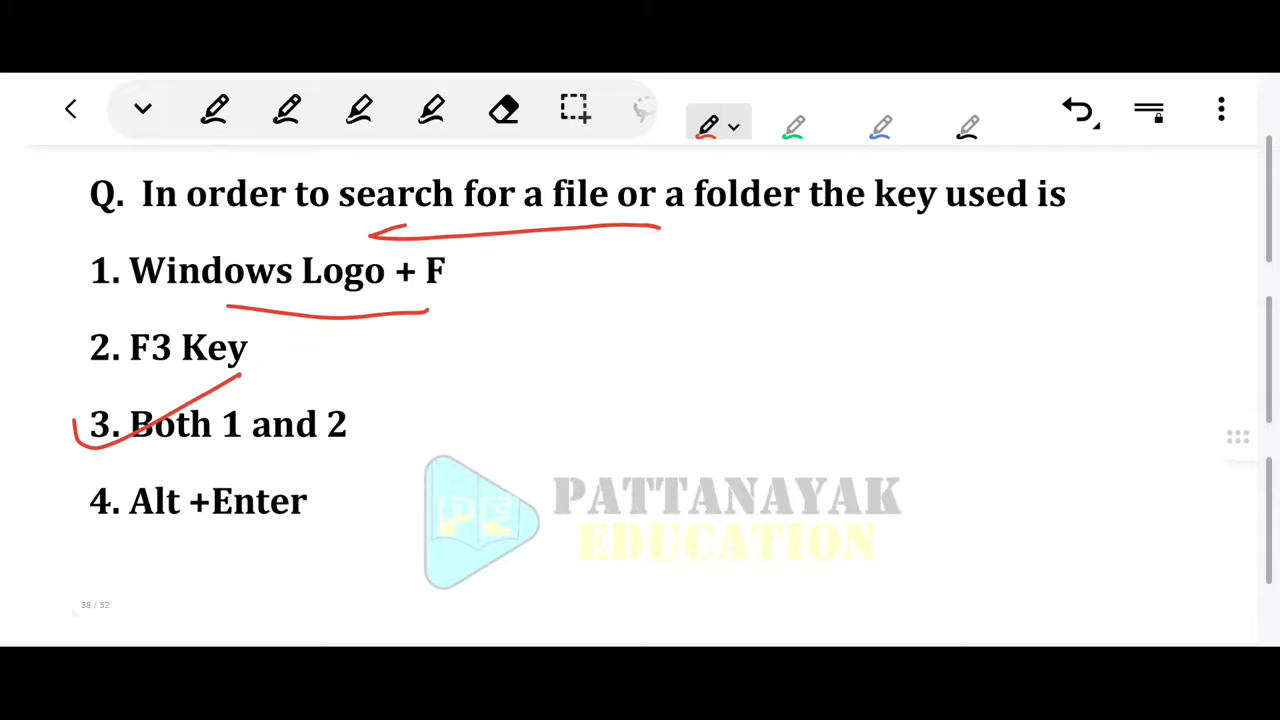 Q. In order to search for a file or a folder the key used is
1. Windows Logo + F
2. F3 Key
3. Both 1 and 2
4. Alt +Enter
PE
PATTANAYAK
EDUCATION
38 / 52